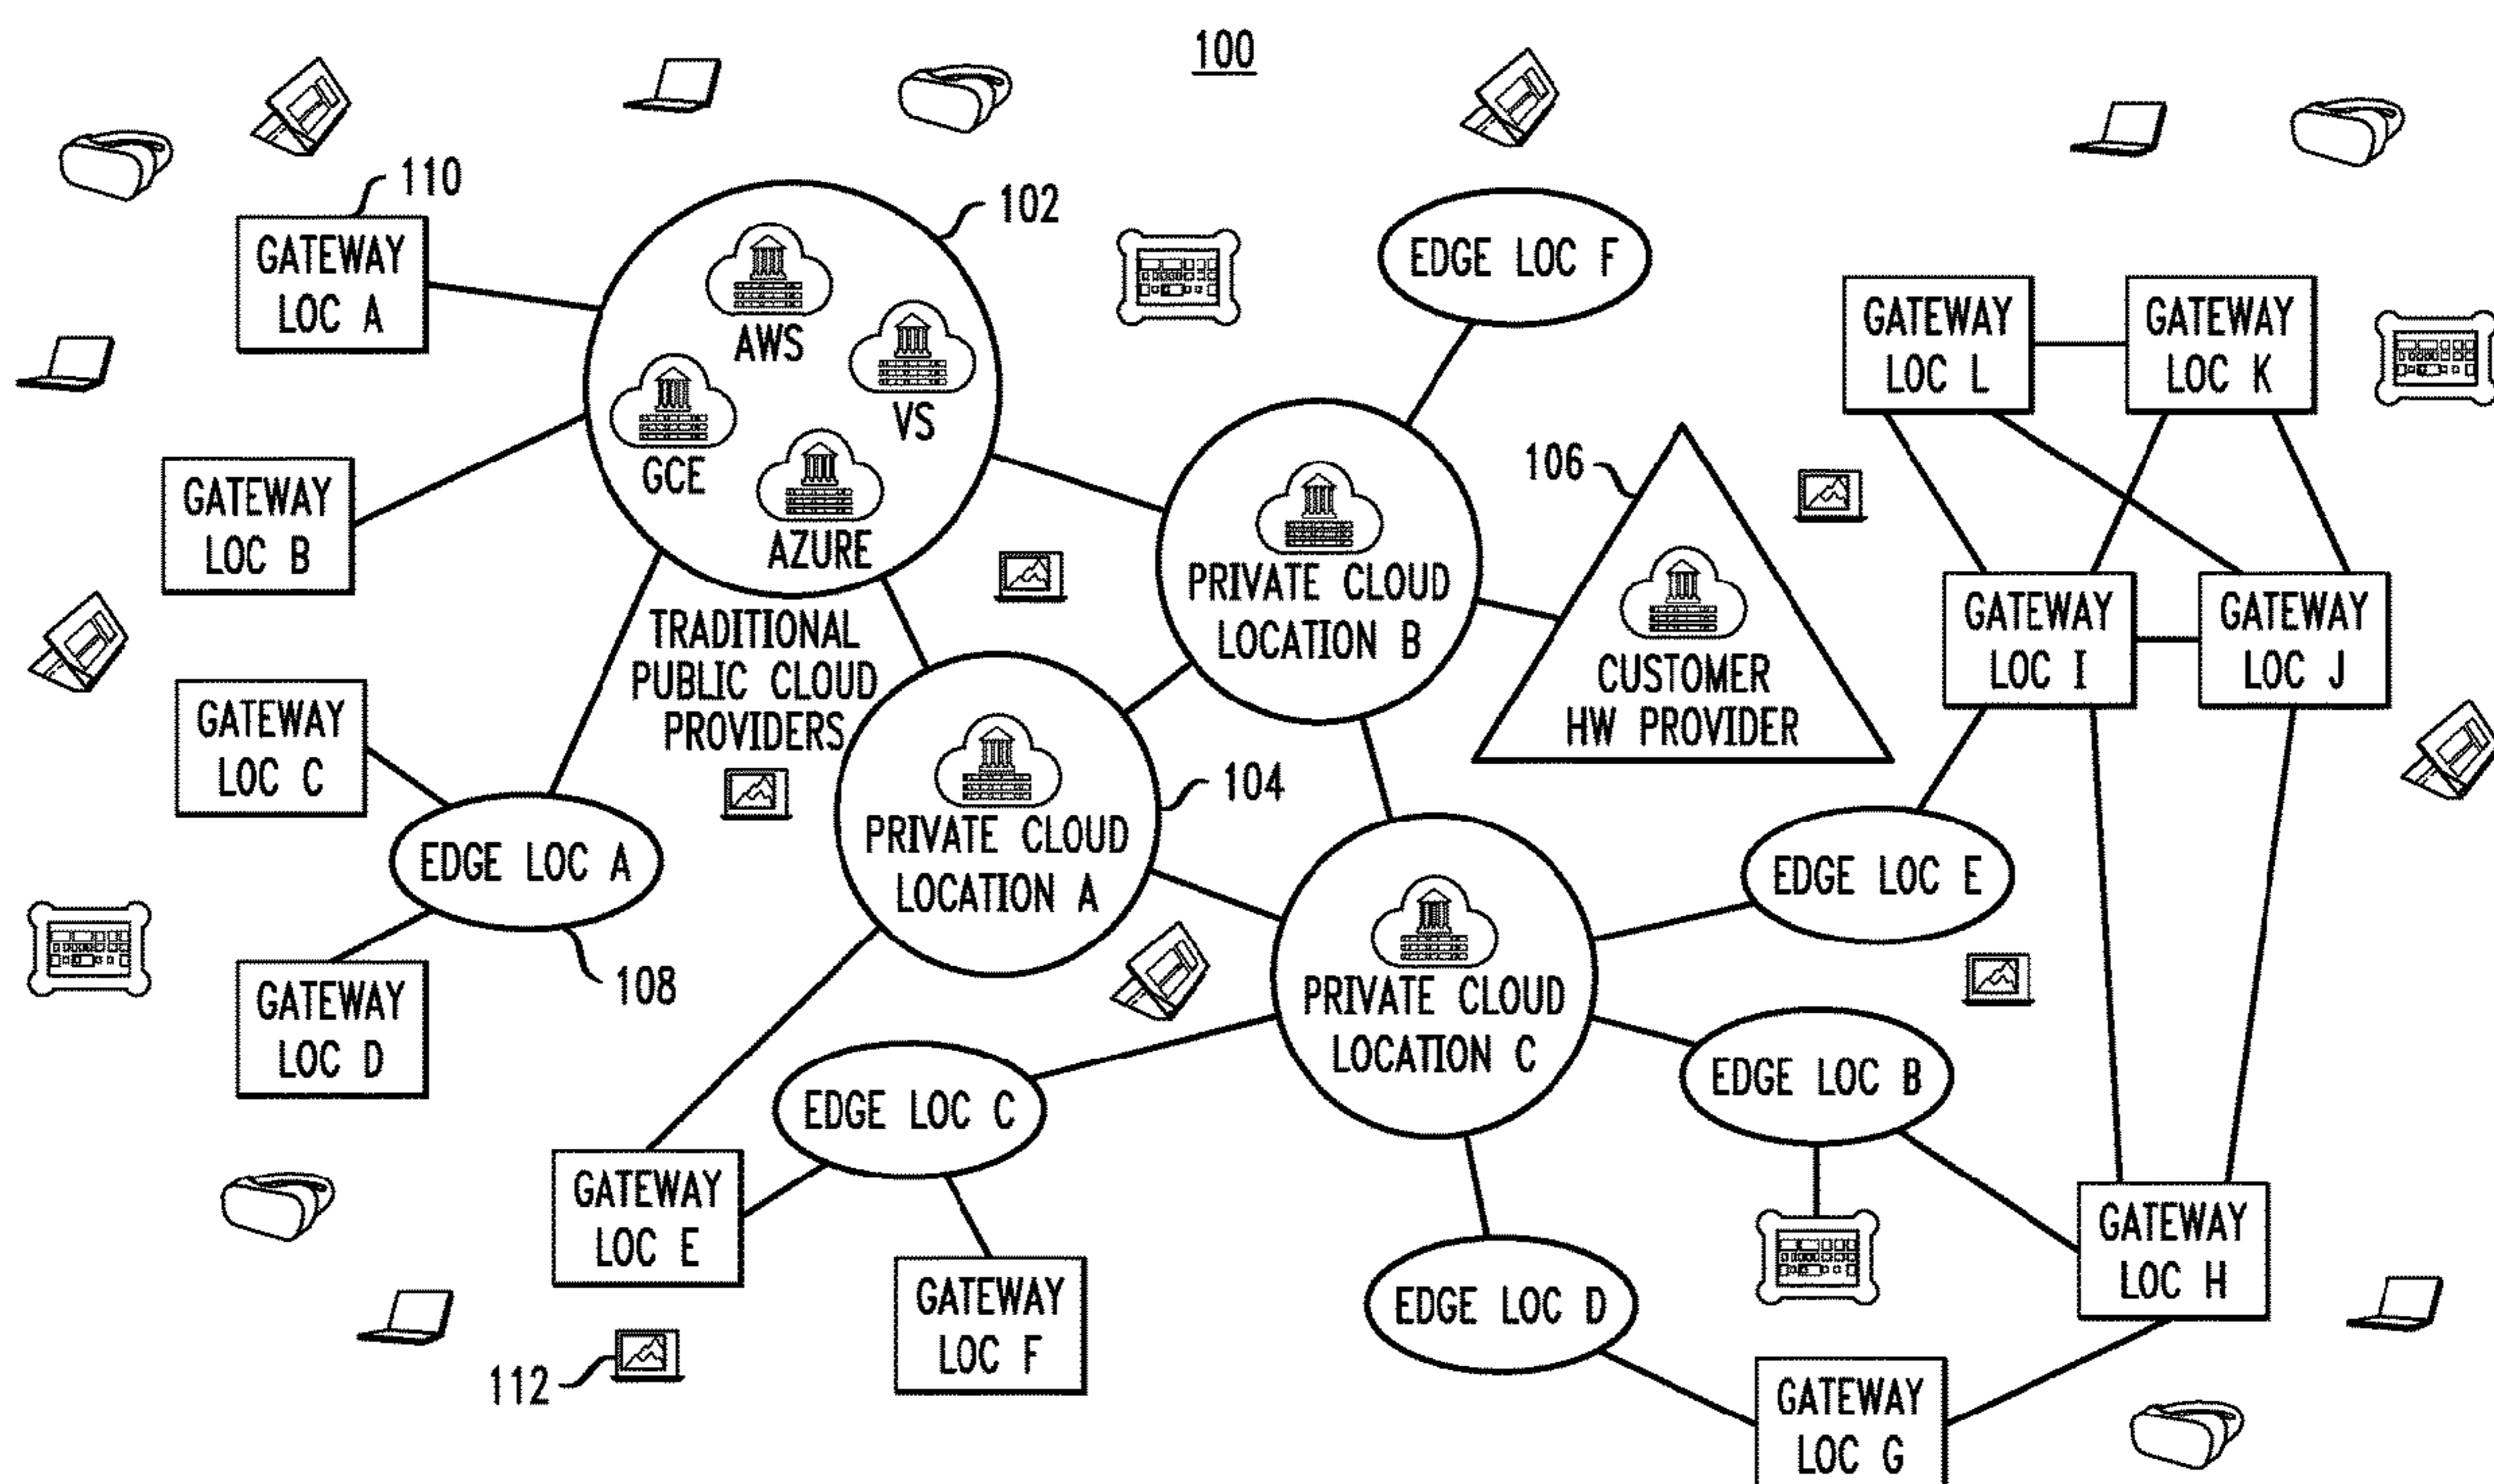 100
110
102
GATEWAY
LOC A
AWS
VS
GCE
AZURE
TRADITIONAL
PUBLIC CLOUD
PROVIDERS
EDGE LOC F
GATEWAY
LOC L
GATEWAY
LOC K
GATEWAY
LOC B
PRIVATE CLOUD
LOCATION B
106
CUSTOMER
HW PROVIDER
GATEWAY
LOC I
GATEWAY
LOC J
GATEWAY
LOC C
EDGE LOC A
108
PRIVATE CLOUD
LOCATION A
104
EDGE LOC E
GATEWAY
LOC D
PRIVATE CLOUD
LOCATION C
EDGE LOC C
EDGE LOC B
GATEWAY
LOC E
GATEWAY
LOC F
EDGE LOC D
GATEWAY
LOC H
112
GATEWAY
LOC G